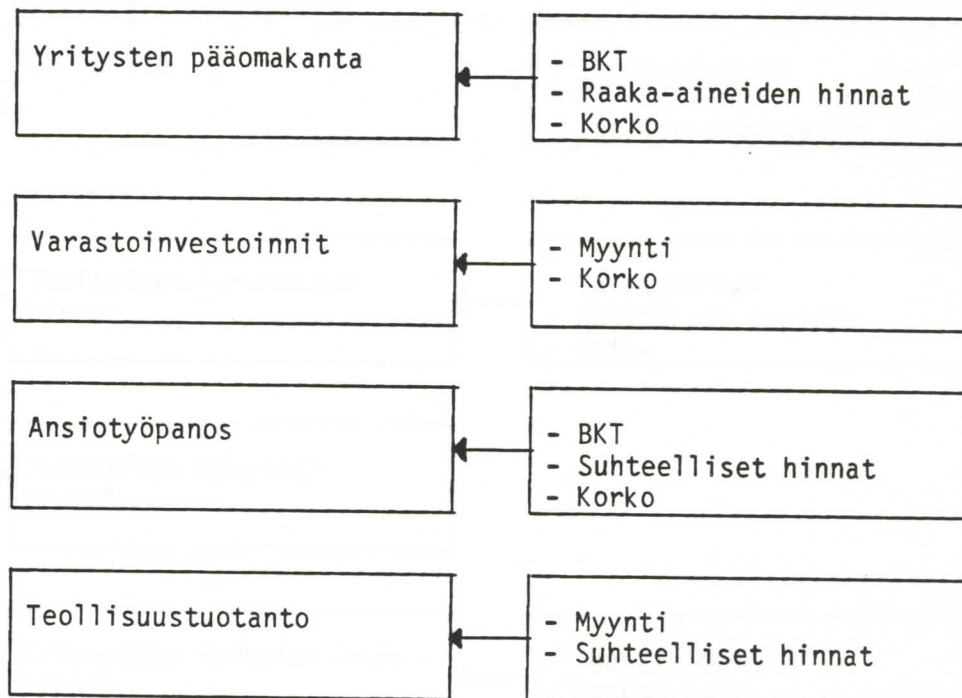 Yritysten pääomakanta
- BKT
- Raaka-aineiden hinnat
- Korko
Varastoinvestoinnit
- Myynti
- Korko
Ansiotyöpanos
- BKT
- Suhteelliset hinnat
- Korko
Teollisuustuotanto
- Myynti
- Suhteelliset hinnat